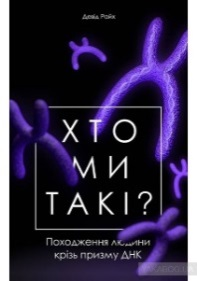 Девід Райх
ХТО
МИ
ТАКІ?
Походження людини
крізь призму ДНК